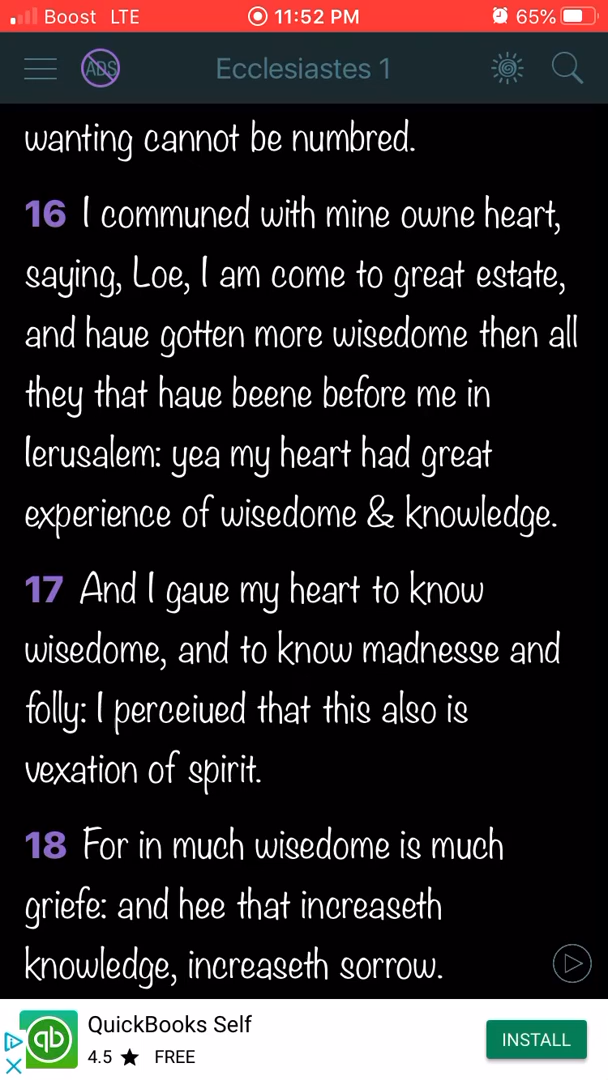 Boost LTE 11:52 PM 65%
ADS Ecclesiastes 1
wanting cannot be numbred.
16 I communed with mine owne heart,
saying, Loe, I am come to great estate,
and haue gotten more wisedome then all
they that haue beene before me in
Ierusalem: yea my heart had great
experience of wisedome & knowledge.
17 And I gaue my heart to know
wisedome, and to know madnesse and
folly: I perceiued that this also is
vexation of spirit.
18 For in much wisedome is much
griefe: and hee that increaseth
knowledge, increaseth sorrow.
qb QuickBooks Self
4.5 ★ FREE
INSTALL